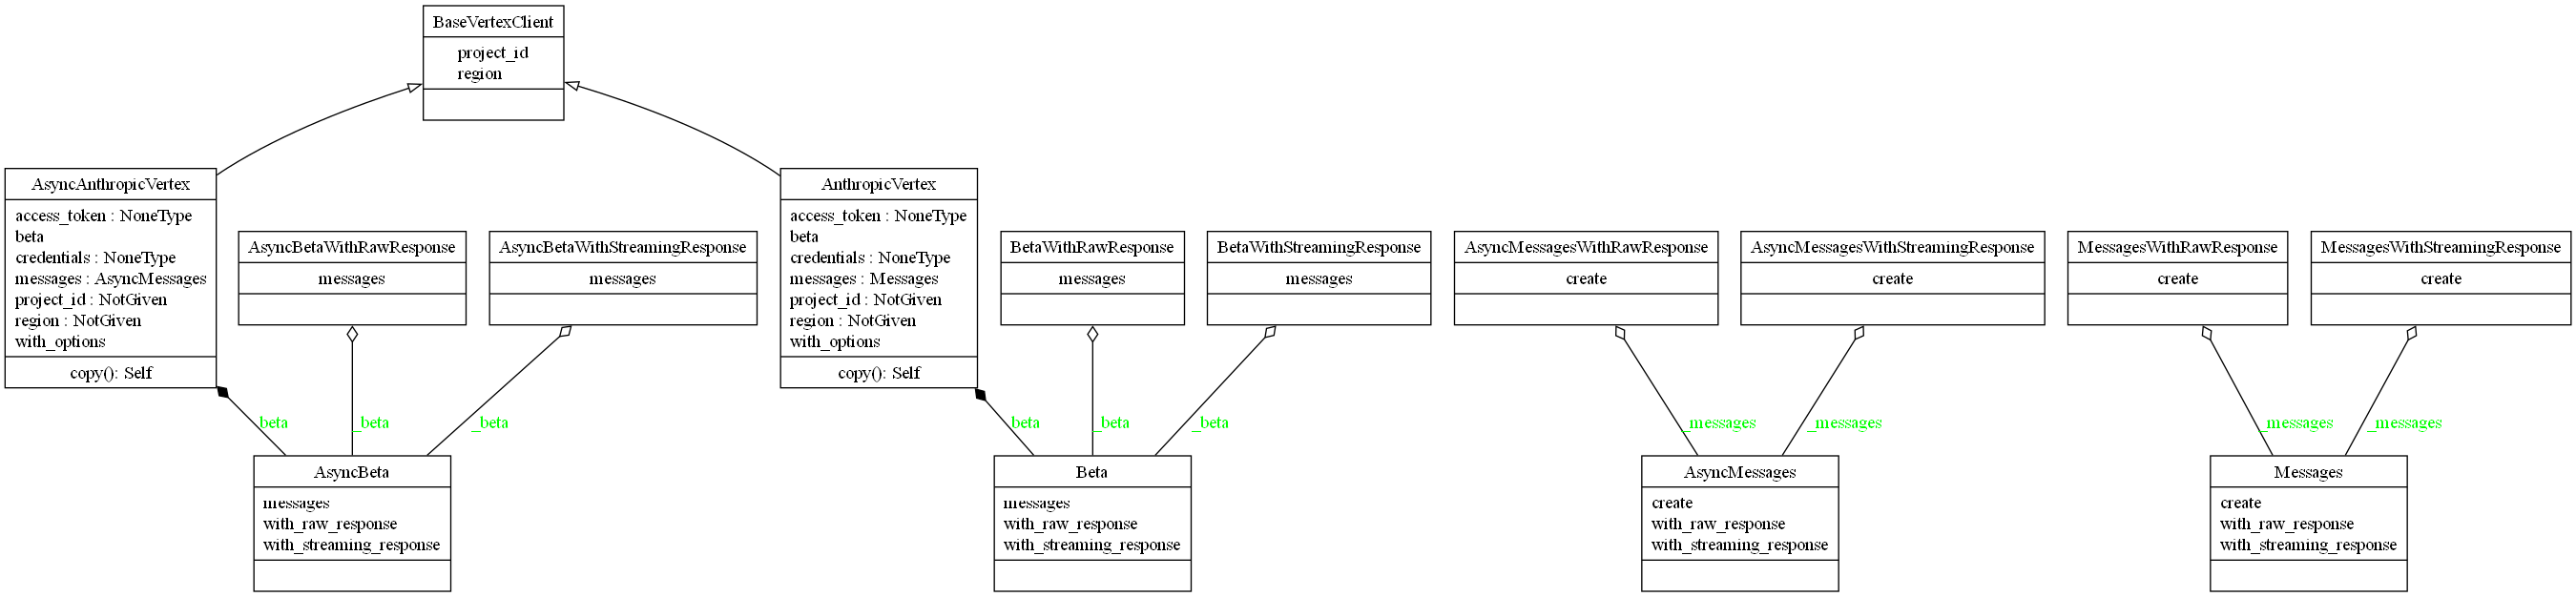 BaseVertexClient
project_id
region
AsyncAnthropicVertex
access_token : NoneType
beta
credentials : NoneType
messages : AsyncMessages
project_id : NotGiven
region : NotGiven
with_options
copy(): Self
AsyncBetaWithRawResponse
messages
AsyncBetaWithStreamingResponse
messages
AnthropicVertex
access_token : NoneType
beta
credentials : NoneType
messages : Messages
project_id : NotGiven
region : NotGiven
with_options
copy(): Self
BetaWithRawResponse
messages
BetaWithStreamingResponse
messages
AsyncMessagesWithRawResponse
create
AsyncMessagesWithStreamingResponse
create
MessagesWithRawResponse
create
MessagesWithStreamingResponse
create
beta
_beta
_beta
beta
_beta
_beta
_messages
_messages
_messages
_messages
AsyncBeta
messages
with_raw_response
with_streaming_response
Beta
messages
with_raw_response
with_streaming_response
AsyncMessages
create
with_raw_response
with_streaming_response
Messages
create
with_raw_response
with_streaming_response